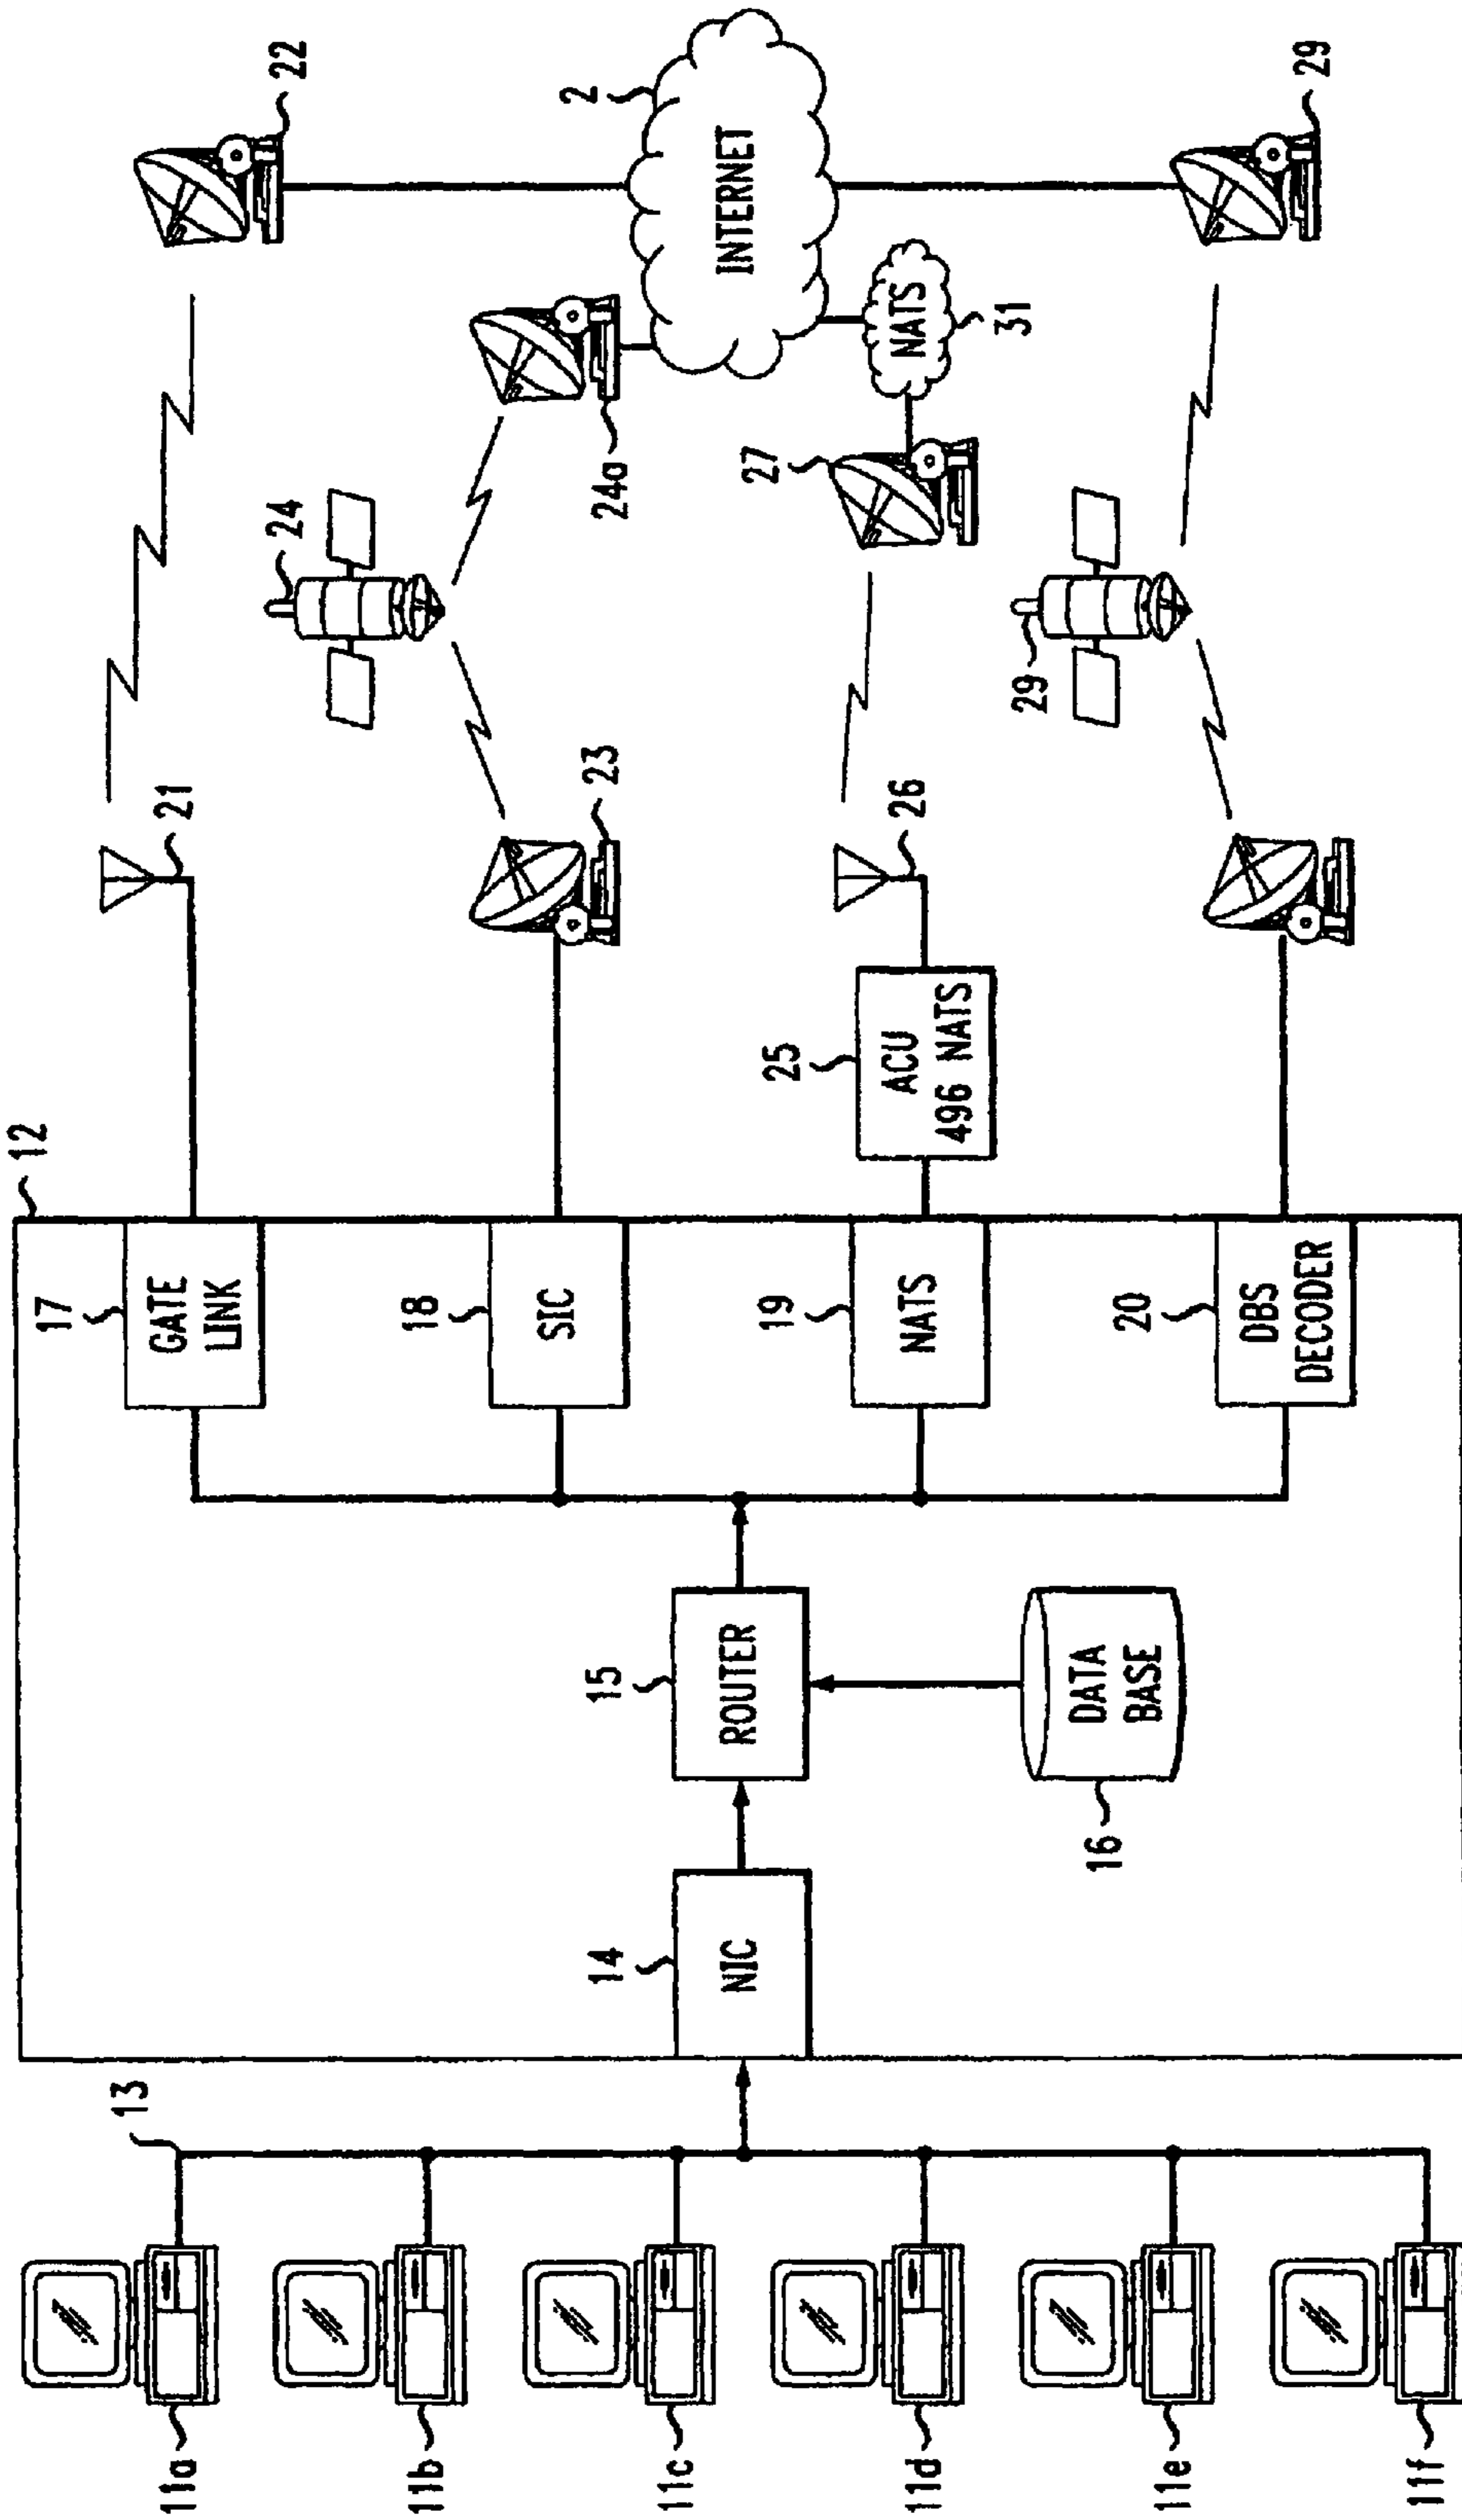 11a
11b
11c
11d
11e
11f
13
12
14
NIC
15
ROUTER
16
DATA
BASE
17
GATE
LINK
18
SIC
19
NATS
20
DBS
DECODER
21
23
25
ACU
496 NATS
26
24
29
24a
27
22
2
INTERNET
NATS
31
29